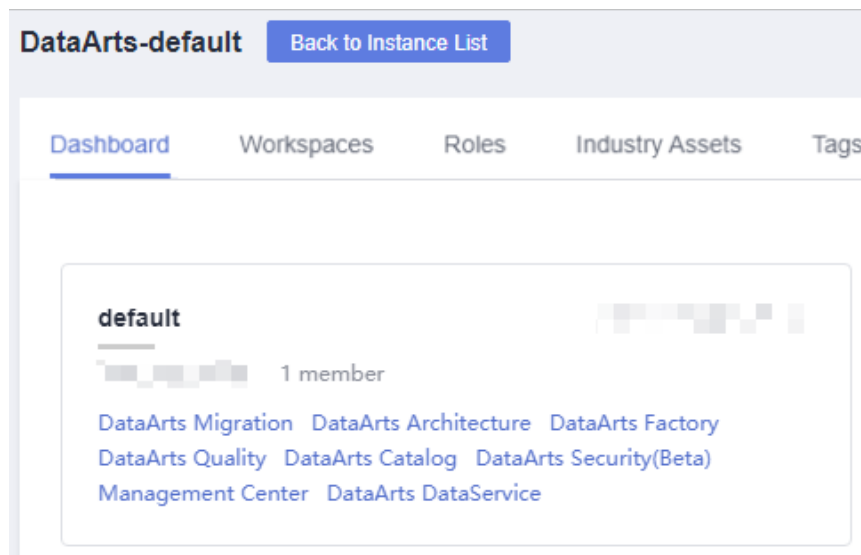 DataArts-default Back to Instance List
Dashboard Workspaces Roles Industry Assets Tags
default
1 member
DataArts Migration DataArts Architecture DataArts Factory
DataArts Quality DataArts Catalog DataArts Security(Beta)
Management Center DataArts DataService